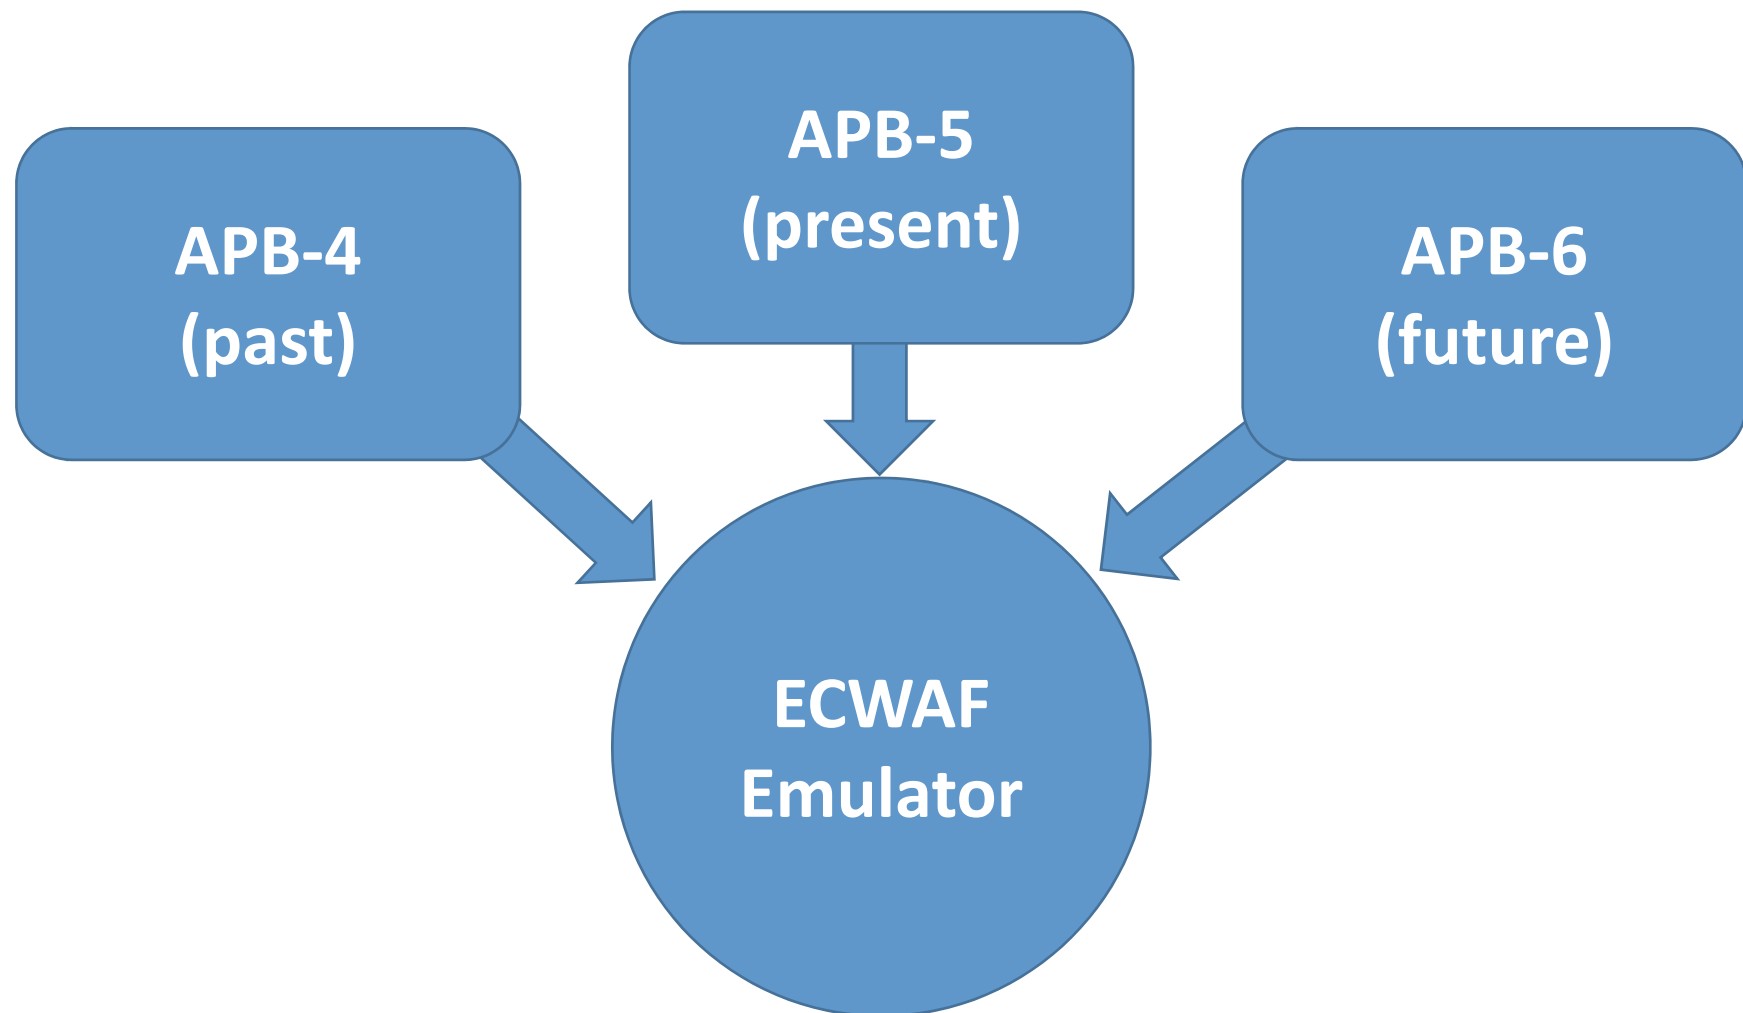 APB-4
(past)
APB-5
(present)
APB-6
(future)
ECWAF
Emulator